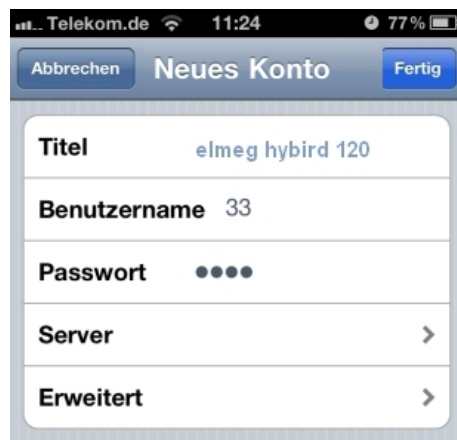 Telekom.de 11:24 77%
Abbrechen Neues Konto Fertig
Titel elmeg hybird 120
Benutzername 33
Passwort ●●●●
Server
Erweitert